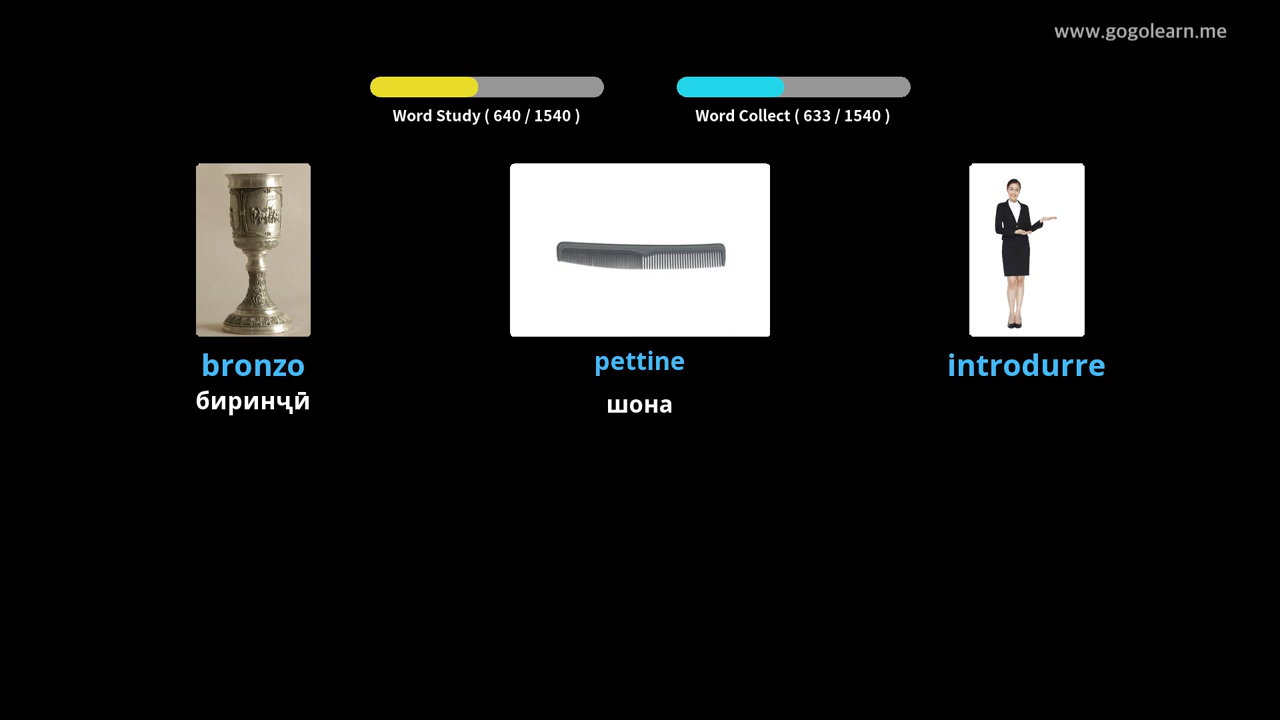 www.gogolearn.me
Word Study ( 640 / 1540 )
Word Collect ( 633 / 1540 )
bronzo
биринҷӣ
pettine
шона
introdurre